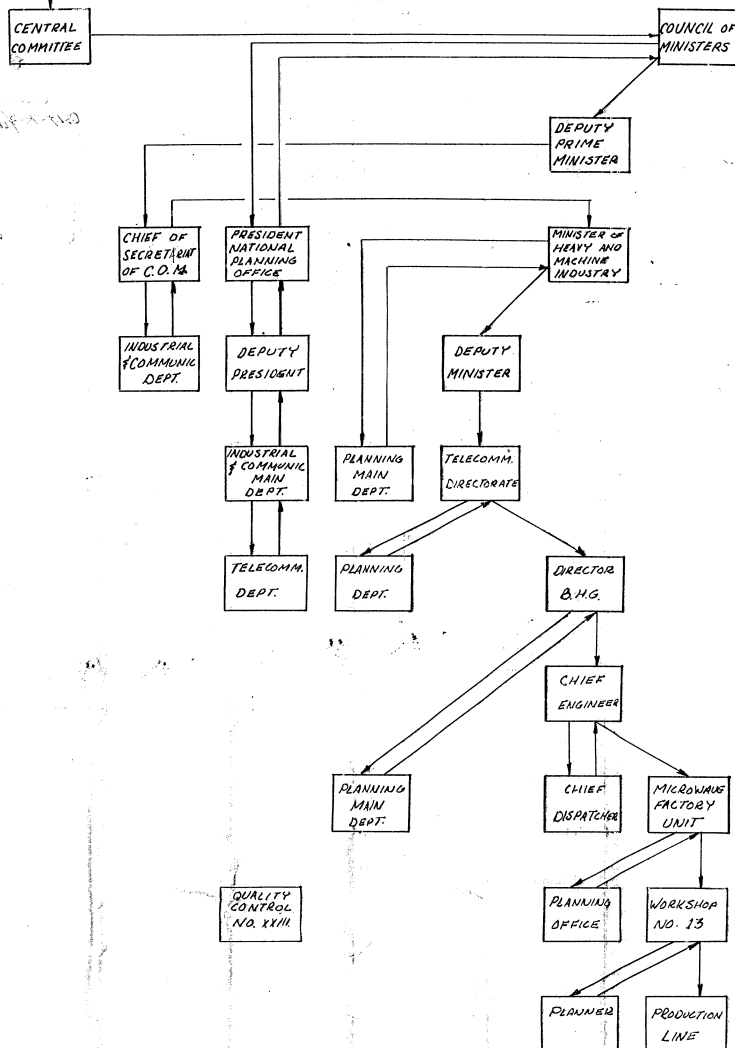 CENTRAL
COMMITTEE
COUNCIL OF
MINISTERS
DEPUTY
PRIME
MINISTER
CHIEF OF
SECRETARIAT
OF C.O.M.
PRESIDENT
NATIONAL
PLANNING
OFFICE
MINISTER OF
HEAVY AND
MACHINE
INDUSTRY
INDUSTRIAL
& COMMUNIC
DEPT.
DEPUTY
PRESIDENT
DEPUTY
MINISTER
INDUSTRIAL
& COMMUNIC
MAIN
DEPT.
PLANNING
MAIN
DEPT.
TELECOMM.
DIRECTORATE
TELECOMM.
DEPT.
PLANNING
DEPT.
DIRECTOR
B.H.G.
CHIEF
ENGINEER
PLANNING
MAIN
DEPT.
CHIEF
DISPATCHER
MICROWAVE
FACTORY
UNIT
QUALITY
CONTROL
NO. XXIII.
PLANNING
OFFICE
WORKSHOP
NO. 13
PLANNER
PRODUCTION
LINE